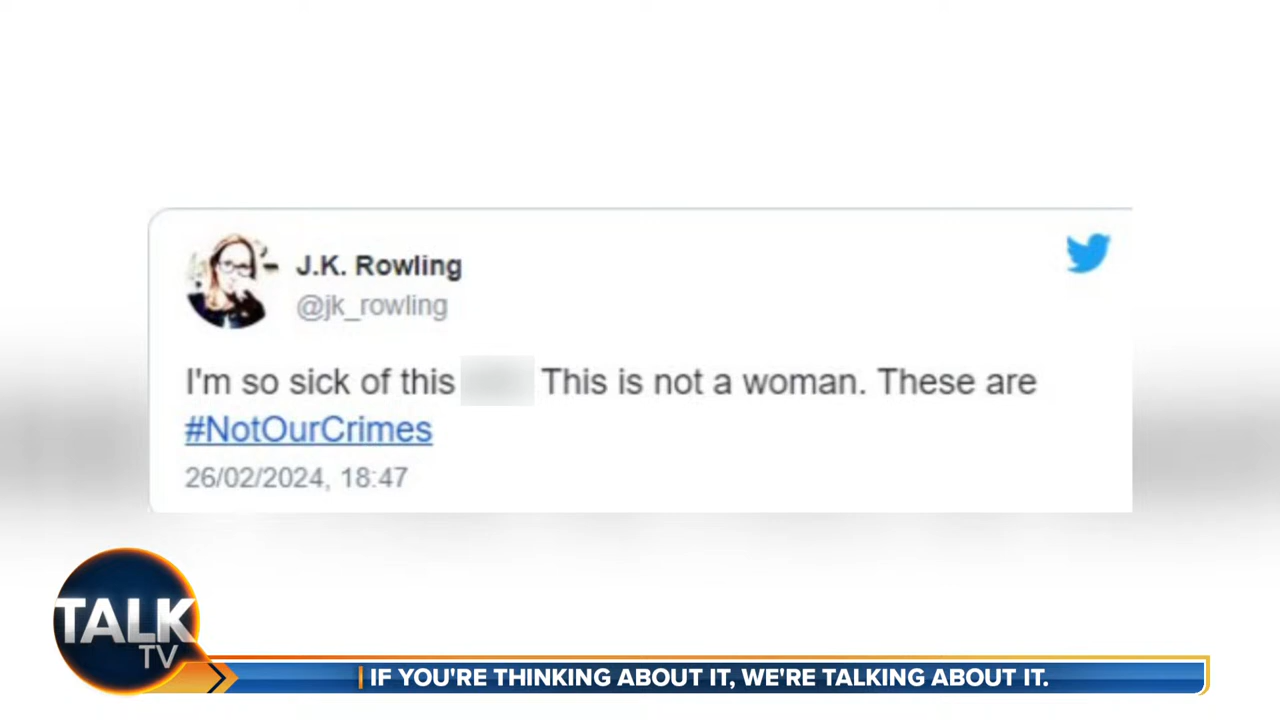 J.K. Rowling
@jk_rowling
I'm so sick of this This is not a woman. These are
#NotOurCrimes
26/02/2024, 18:47
TALK
TV
IF YOU'RE THINKING ABOUT IT, WE'RE TALKING ABOUT IT.